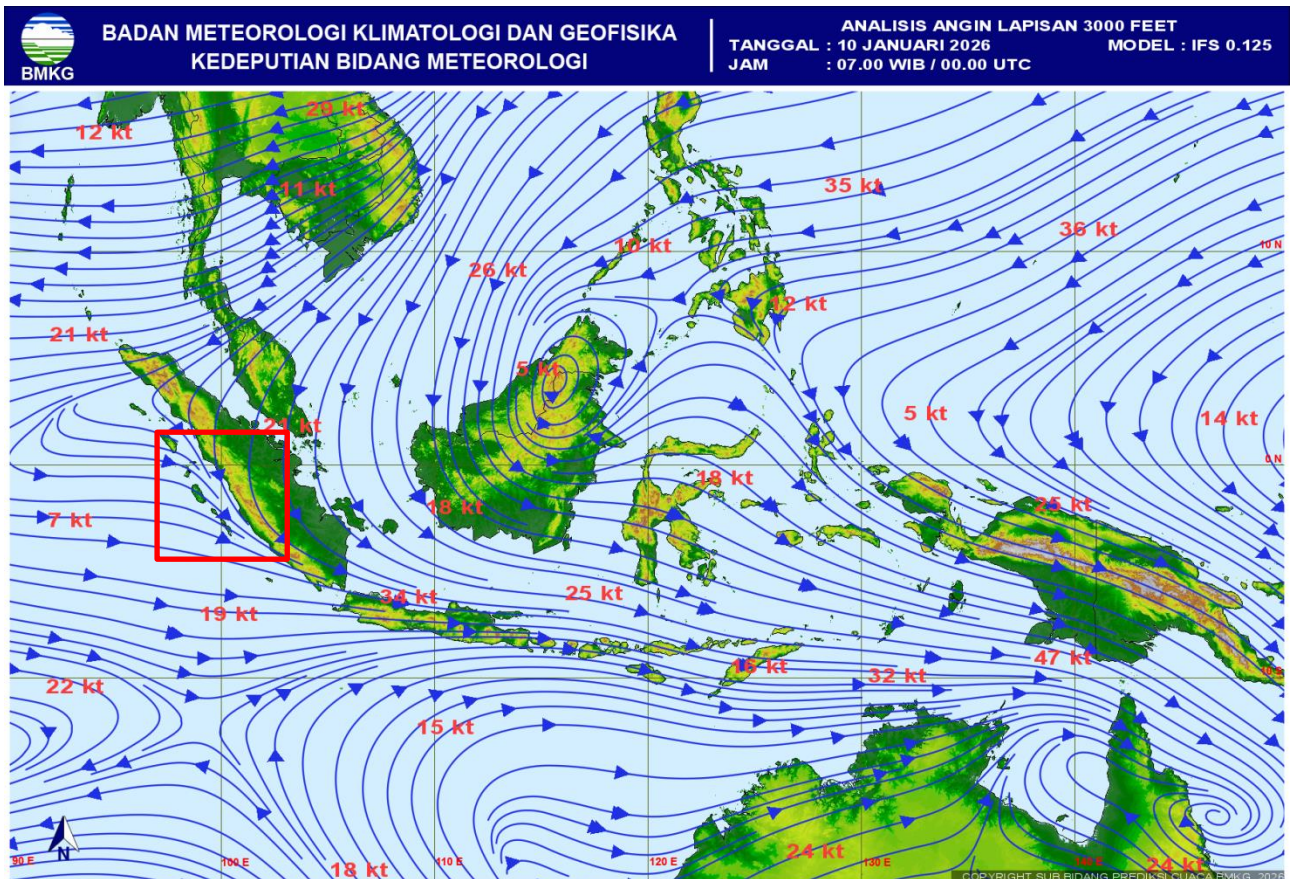 BMKG
BADAN METEOROLOGI KLIMATOLOGI DAN GEOFISIKA
KEDEPUTIAN BIDANG METEOROLOGI
ANALISIS ANGIN LAPISAN 3000 FEET
TANGGAL : 10 JANUARI 2026 MODEL : IFS 0.125
JAM : 07.00 WIB / 00.00 UTC
29 kt
12 kt
11 kt
35 kt
36 kt
10 kt
10 N
26 kt
12 kt
21 kt
5 kt
5 kt
14 kt
21 kt
0 N
18 kt
18 kt
25 kt
7 kt
34 kt
25 kt
19 kt
47 kt
16 kt
32 kt
10 S
22 kt
15 kt
N
90 E
100 E
110 E
120 E
130 E
140 E
18 kt
24 kt
24 kt
COPYRIGHT SUB BIDANG PREDIKSI CUACA BMKG, 2026